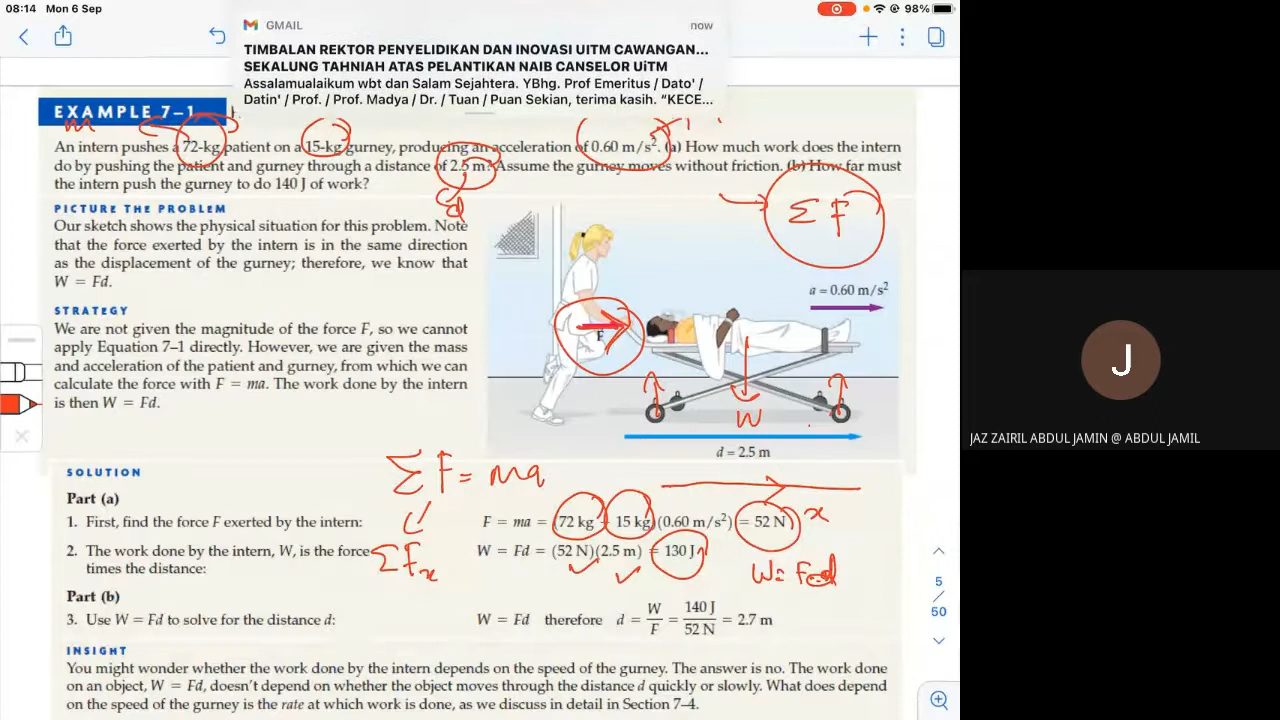 08:14 Mon 6 Sep
98%
GMAIL
now
TIMBALAN REKTOR PENYELIDIKAN DAN INOVASI UITM CAWANGAN...
SEKALUNG TAHNIAH ATAS PELANTIKAN NAIB CANSELOR UiTM
Assalamualaikum wbt dan Salam Sejahtera. YBhg. Prof Emeritus / Dato' /
Datin' / Prof. / Prof. Madya / Dr. / Tuan / Puan Sekian, terima kasih. “KECE...
EXAMPLE 7–1
m
An intern pushes a 72-kg patient on a 15-kg gurney, producing an acceleration of 0.60 m/s². (a) How much work does the intern
do by pushing the patient and gurney through a distance of 2.5 m? Assume the gurney moves without friction. (b) How far must
the intern push the gurney to do 140 J of work?
d
Σ F
PICTURE THE PROBLEM
Our sketch shows the physical situation for this problem. Note
that the force exerted by the intern is in the same direction
as the displacement of the gurney; therefore, we know that
W = Fd.
STRATEGY
We are not given the magnitude of the force F, so we cannot
apply Equation 7–1 directly. However, we are given the mass
and acceleration of the patient and gurney, from which we can
calculate the force with F = ma. The work done by the intern
is then W = Fd.
a = 0.60 m/s²
F
W
d = 2.5 m
SOLUTION
Σ F = ma
Part (a)
1. First, find the force F exerted by the intern:
F = ma = (72 kg + 15 kg)(0.60 m/s²) = 52 N
x
2. The work done by the intern, W, is the force
times the distance:
Σ Fx
W = Fd = (52 N)(2.5 m) = 130 J
W = F d
Part (b)
3. Use W = Fd to solve for the distance d:
W = Fd therefore d = W/F = 140 J/52 N = 2.7 m
INSIGHT
You might wonder whether the work done by the intern depends on the speed of the gurney. The answer is no. The work done
on an object, W = Fd, doesn't depend on whether the object moves through the distance d quickly or slowly. What does depend
on the speed of the gurney is the rate at which work is done, as we discuss in detail in Section 7–4.
5
/
50
J
JAZ ZAIRIL ABDUL JAMIN @ ABDUL JAMIL